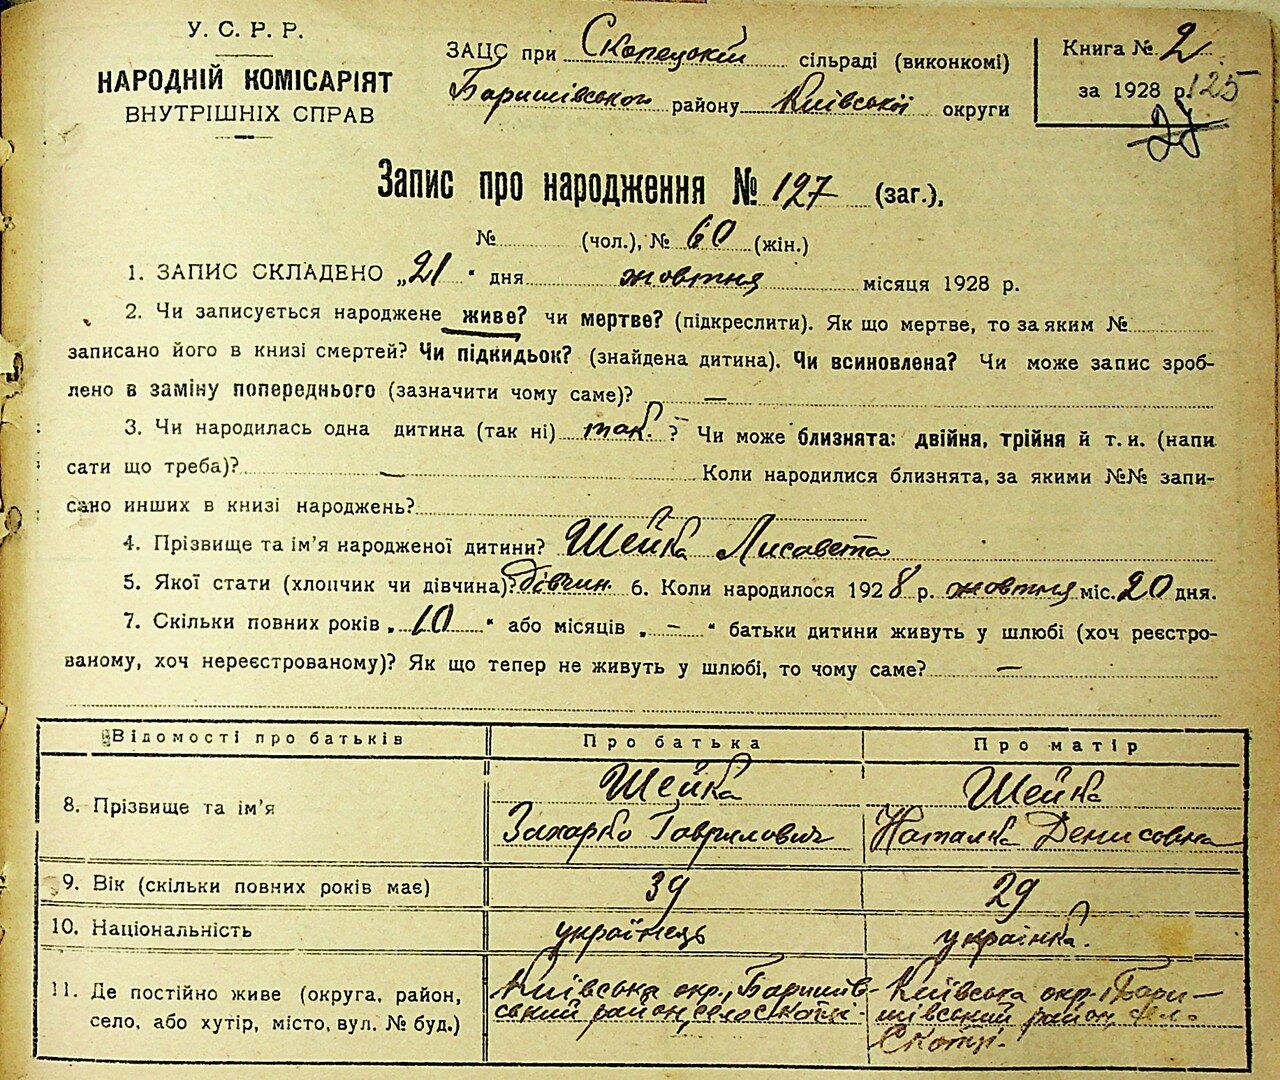 У. С. Р. Р.
НАРОДНІЙ КОМІСАРІЯТ
ВНУТРІШНІХ СПРАВ
ЗАЦС при Скопецкій сільраді (виконкомі)
Баришівського району Київської округи
Книга № 2
за 1928 р. 125
27
Запис про народження № 127 (заг.),
№ (чол.), № 60 (жін.)
1. ЗАПИС СКЛАДЕНО „21" дня жовтня місяця 1928 р.
2. Чи записується народжене живе? чи мертве? (підкреслити). Як що мертве, то за яким №
записано його в книзі смертей? Чи підкидьок? (знайдена дитина). Чи всиновлена? Чи може запис зроб-
лено в заміну попереднього (зазначити чому саме)? —
3. Чи народилась одна дитина (так ні) так. ? Чи може близнята: двійня, трійня й т. и. (напи
сати що треба)? — Коли народилися близнята, за якими №№ запи-
сано инших в книзі народжень?
4. Прізвище та ім'я народженої дитини? Шейка Лисавета
5. Якої стати (хлопчик чи дівчина)? дівчин. 6. Коли народилося 1928 р. жовтня міс. 20 дня.
7. Скільки повних років „10" або місяців „—" батьки дитини живуть у шлюбі (хоч реєстро-
ваному, хоч нереєстрованому)? Як що тепер не живуть у шлюбі, то чому саме? —
Відомості про батьків Про батька Про матір
8. Прізвище та ім'я Шейка Захарко Гаврилович Шейка Наталка Денисовна
9. Вік (скільки повних років має) 39 29
10. Національність українець українка.
11. Де постійно живе (округа, район,
село, або хутір, місто, вул. № буд.)
Київська окр., Баришів-
ський район, село
Київська окр. Бари-
шівський район, сел.